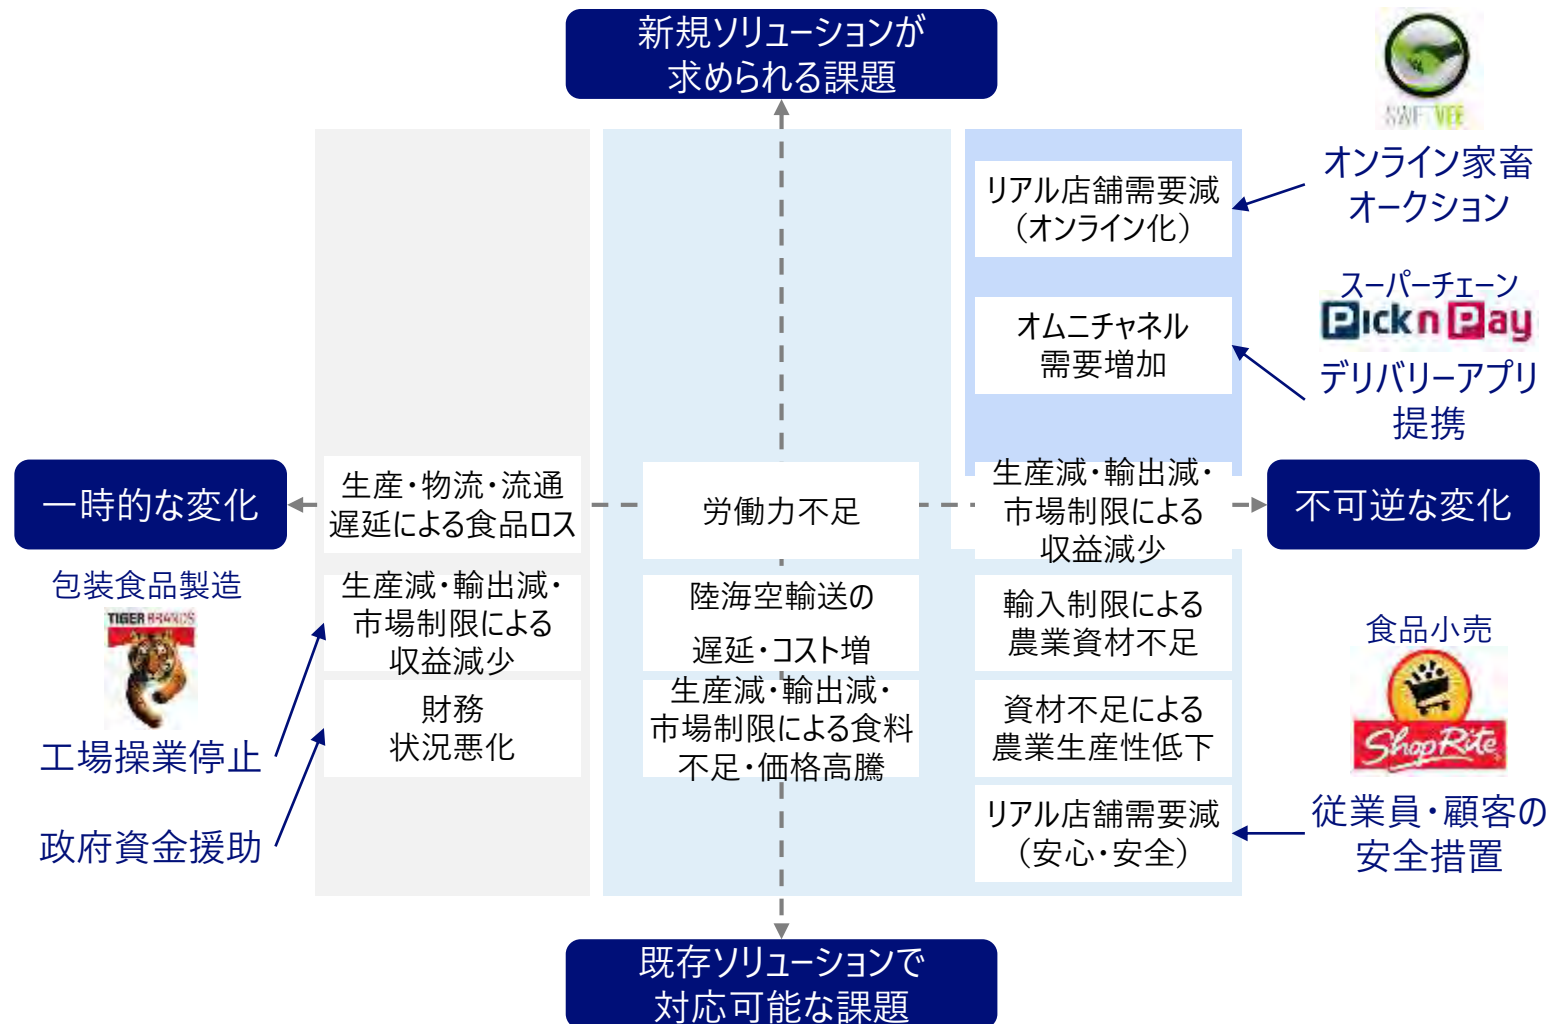 新規ソリューションが
求められる課題
SWIFTVEE
オンライン家畜
オークション
リアル店舗需要減
（オンライン化）
スーパーチェーン
Pick n Pay
デリバリーアプリ
提携
オムニチャネル
需要増加
一時的な変化
生産・物流・流通
遅延による食品ロス
労働力不足
生産減・輸出減・
市場制限による
収益減少
不可逆な変化
包装食品製造
TIGER BRANDS
工場操業停止
政府資金援助
生産減・輸出減・
市場制限による
収益減少
財務
状況悪化
陸海空輸送の
遅延・コスト増
生産減・輸出減・
市場制限による食料
不足・価格高騰
輸入制限による
農業資材不足
資材不足による
農業生産性低下
リアル店舗需要減
（安心・安全）
食品小売
ShopRite
従業員・顧客の
安全措置
既存ソリューションで
対応可能な課題